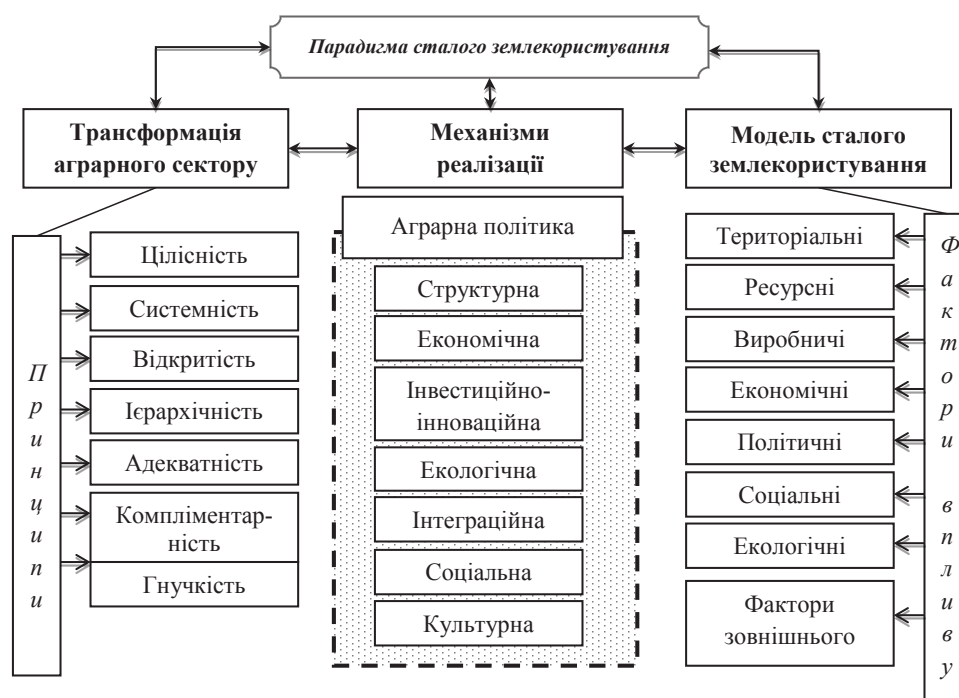 Парадигма сталого землекористування
Трансформація
аграрного сектору
Механізми
реалізації
Модель сталого
землекористування
Принципи
Цілісність
Системність
Відкритість
Ієрархічність
Адекватність
Компліментар-
ність
Гнучкість
Аграрна політика
Структурна
Економічна
Інвестиційно-
інноваційна
Екологічна
Інтеграційна
Соціальна
Культурна
Територіальні
Ресурсні
Виробничі
Економічні
Політичні
Соціальні
Екологічні
Фактори
зовнішнього
Фактори впливу